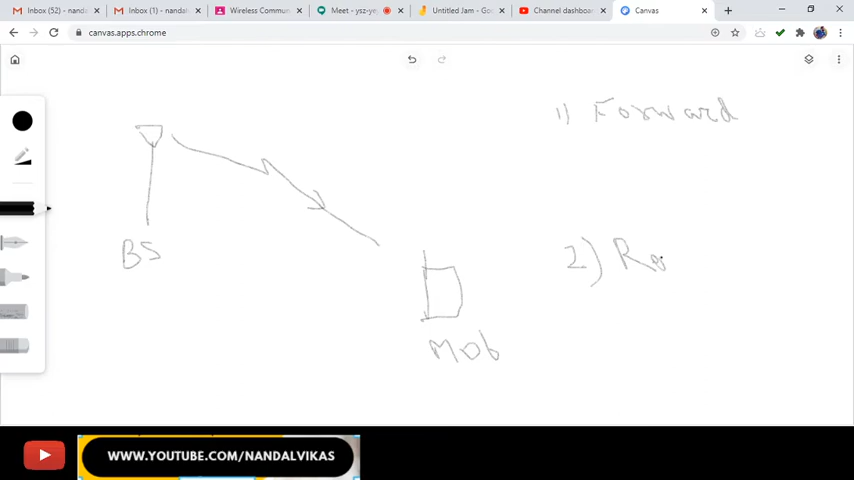 Inbox (52) - nand
Inbox (1) - nandal
Wireless Commun
Meet - ysz-ye
Untitled Jam - Go
Channel dashboa
Canvas
canvas.apps.chrome
1) Forward
BS
2) Re
Mob
WWW.YOUTUBE.COM/NANDALVIKAS